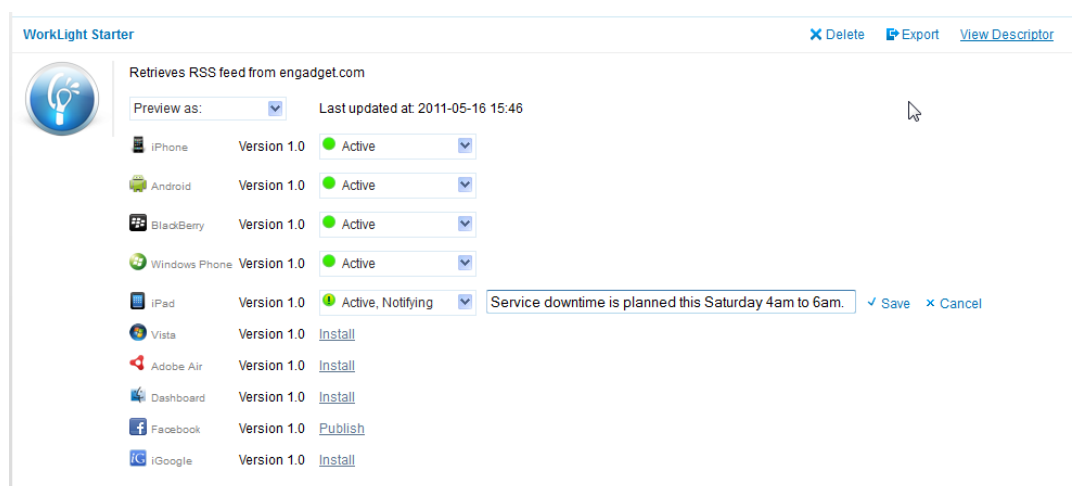 WorkLight Starter Delete Export View Descriptor
Retrieves RSS feed from engadget.com
Preview as: Last updated at: 2011-05-16 15:46
iPhone Version 1.0 Active
Android Version 1.0 Active
BlackBerry Version 1.0 Active
Windows Phone Version 1.0 Active
iPad Version 1.0 Active, Notifying Service downtime is planned this Saturday 4am to 6am. Save Cancel
Vista Version 1.0 Install
Adobe Air Version 1.0 Install
Dashboard Version 1.0 Install
Facebook Version 1.0 Publish
iG iGoogle Version 1.0 Install